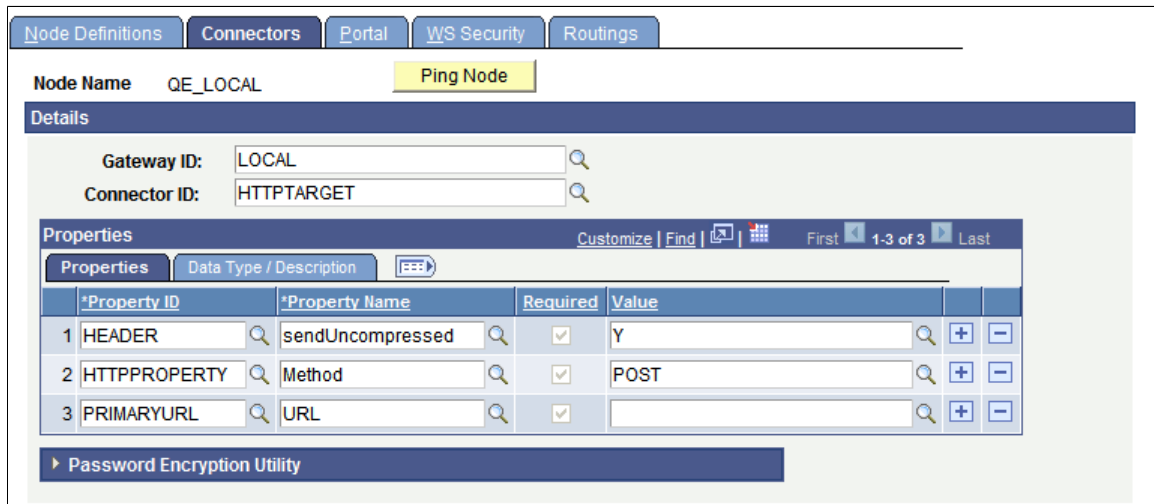 Node Definitions Connectors Portal WS Security Routings
Node Name QE_LOCAL Ping Node
Details
Gateway ID: LOCAL
Connector ID: HTTPTARGET
Properties Customize | Find | | First 1-3 of 3 Last
Properties Data Type / Description
*Property ID *Property Name Required Value
1 HEADER sendUncompressed Y
2 HTTPPROPERTY Method POST
3 PRIMARYURL URL
Password Encryption Utility